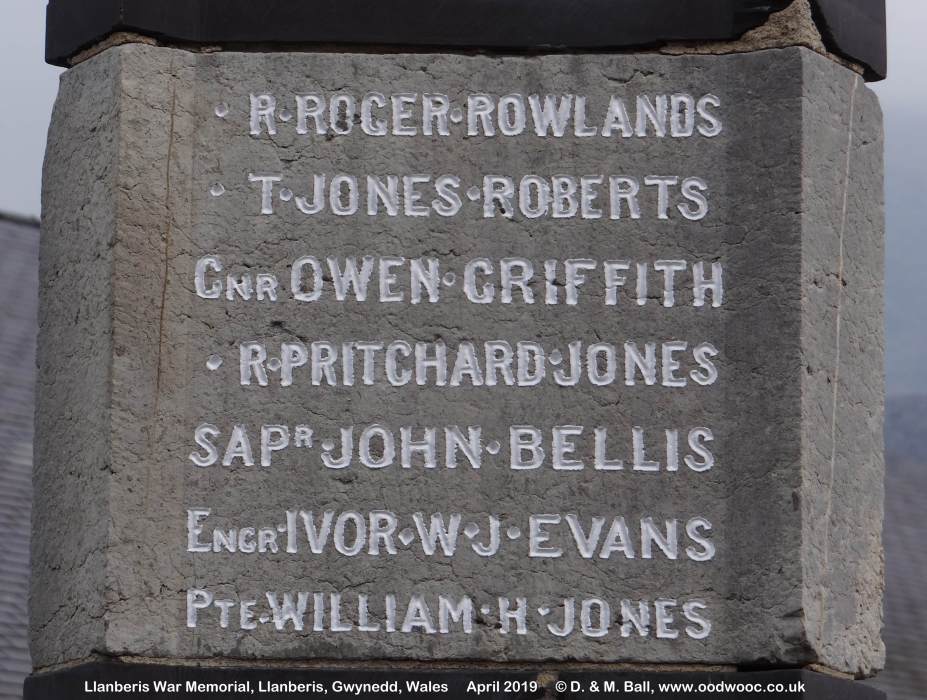 · R · ROGER · ROWLANDS
· T · JONES · ROBERTS
GNR OWEN · GRIFFITH
· R · PRITCHARD · JONES
SAPR · JOHN · BELLIS
ENGR · IVOR · W · J · EVANS
PTE · WILLIAM · H · JONES
Llanberis War Memorial, Llanberis, Gwynedd, Wales April 2019 © D. & M. Ball, www.oodwooc.co.uk